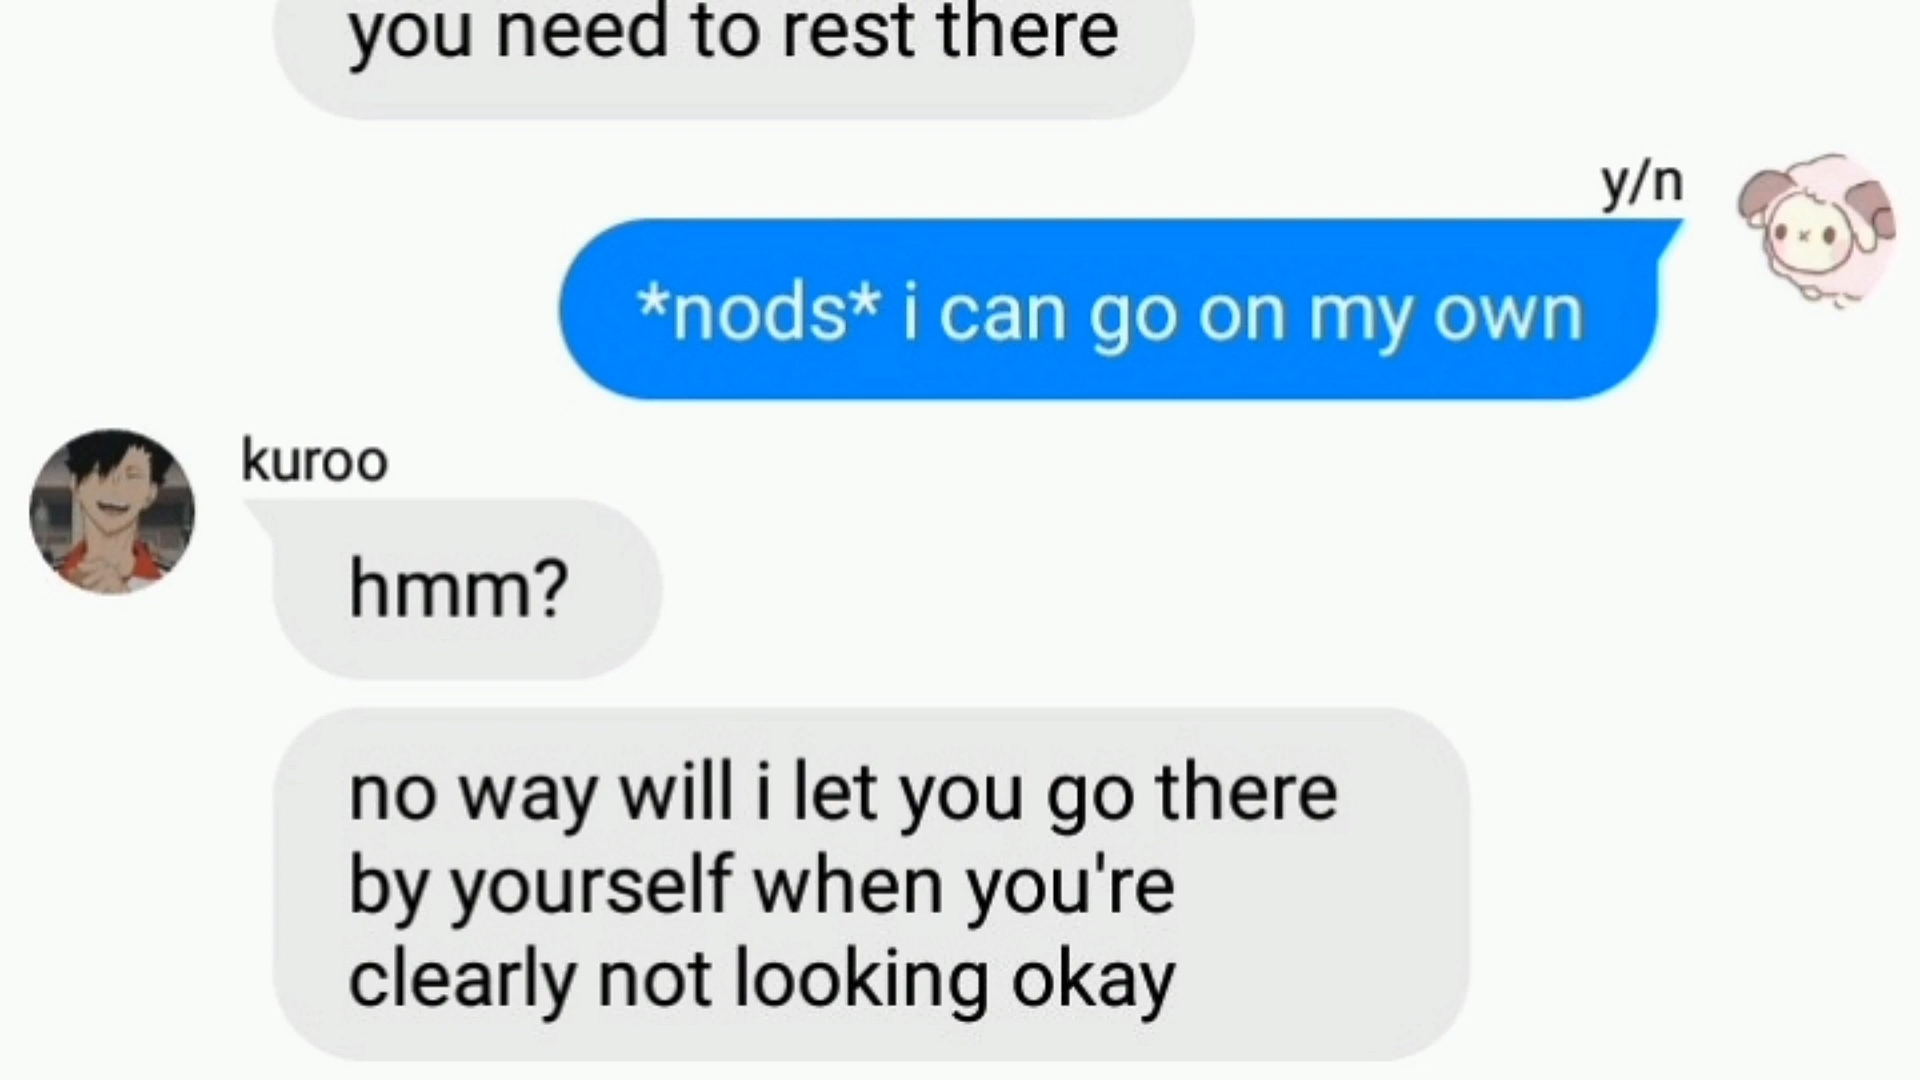 you need to rest there
y/n
*nods* i can go on my own
kuroo
hmm?
no way will i let you go there
by yourself when you're
clearly not looking okay